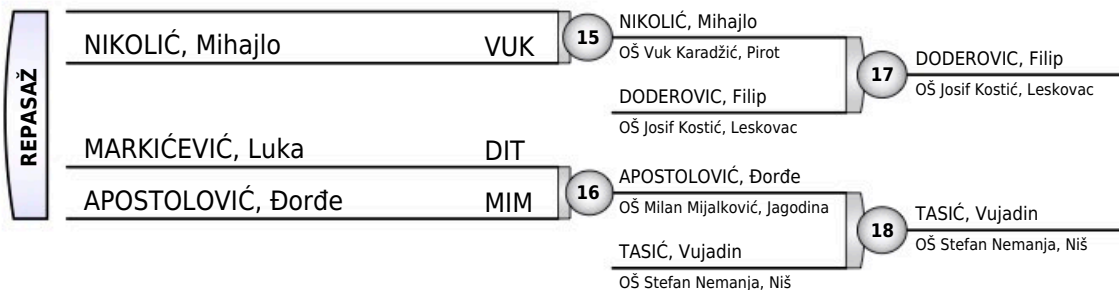 REPASAŽ
NIKOLIĆ, Mihajlo VUK
MARKIĆEVIĆ, Luka DIT
APOSTOLOVIĆ, Đorđe MIM
15
16
NIKOLIĆ, Mihajlo
OŠ Vuk Karadžić, Pirot
DODEROVIC, Filip
OŠ Josif Kostić, Leskovac
APOSTOLOVIĆ, Đorđe
OŠ Milan Mijalković, Jagodina
TASIĆ, Vujadin
OŠ Stefan Nemanja, Niš
17
18
DODEROVIC, Filip
OŠ Josif Kostić, Leskovac
TASIĆ, Vujadin
OŠ Stefan Nemanja, Niš